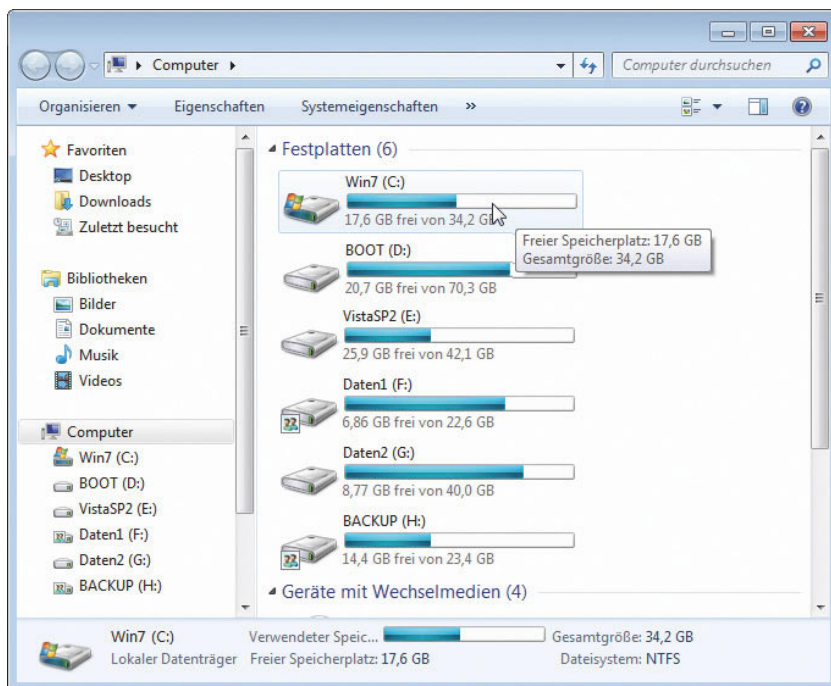 Computer
Computer durchsuchen
Organisieren
Eigenschaften
Systemeigenschaften
»
Favoriten
Desktop
Downloads
Zuletzt besucht
Bibliotheken
Bilder
Dokumente
Musik
Videos
Computer
Win7 (C:)
BOOT (D:)
VistaSP2 (E:)
Daten1 (F:)
Daten2 (G:)
BACKUP (H:)
Festplatten (6)
Win7 (C:)
17,6 GB frei von 34,2 GB
Freier Speicherplatz: 17,6 GB
Gesamtgröße: 34,2 GB
BOOT (D:)
20,7 GB frei von 70,3 GB
VistaSP2 (E:)
25,9 GB frei von 42,1 GB
Daten1 (F:)
6,86 GB frei von 22,6 GB
Daten2 (G:)
8,77 GB frei von 40,0 GB
BACKUP (H:)
14,4 GB frei von 23,4 GB
Geräte mit Wechselmedien (4)
Win7 (C:)
Lokaler Datenträger
Verwendeter Speic...
Freier Speicherplatz: 17,6 GB
Gesamtgröße: 34,2 GB
Dateisystem: NTFS